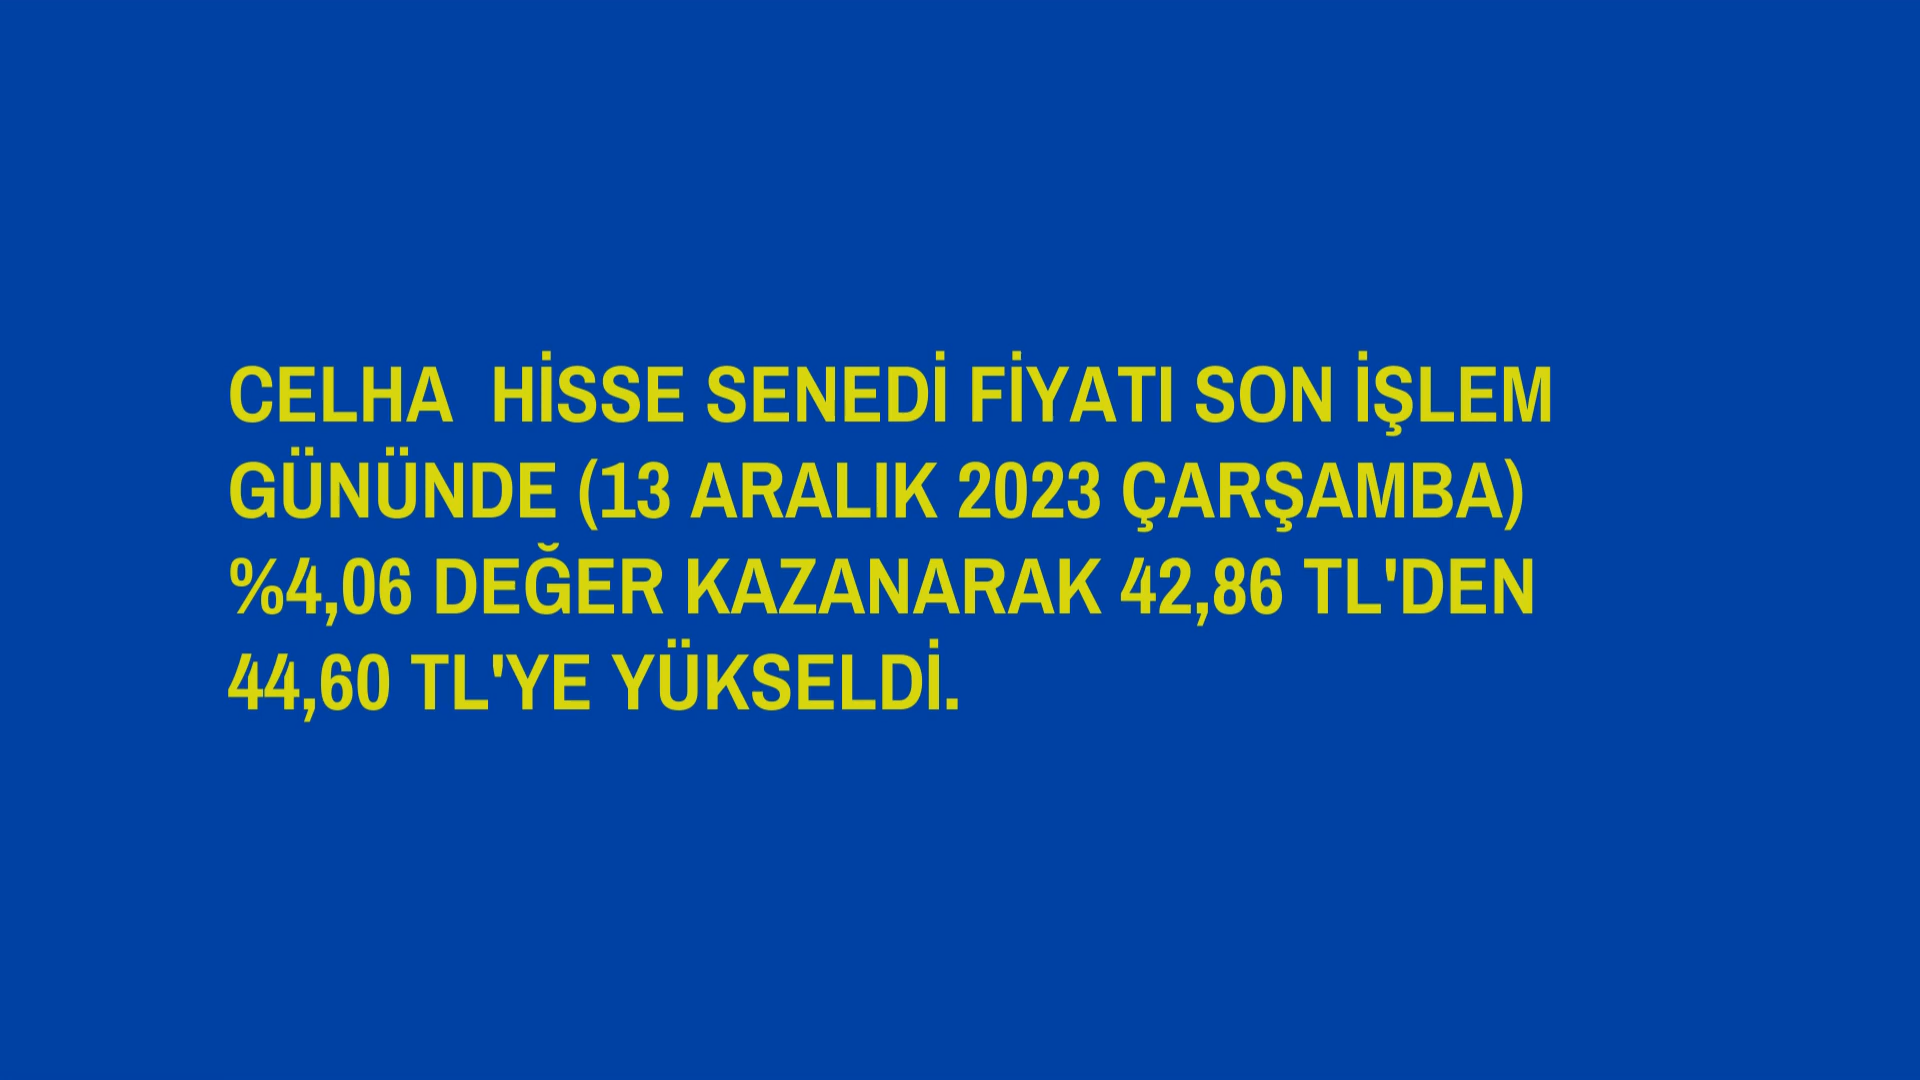 CELHA  HİSSE SENEDİ FİYATI SON İŞLEM
GÜNÜNDE (13 ARALIK 2023 ÇARŞAMBA)
%4,06 DEĞER KAZANARAK 42,86 TL'DEN
44,60 TL'YE YÜKSELDİ.